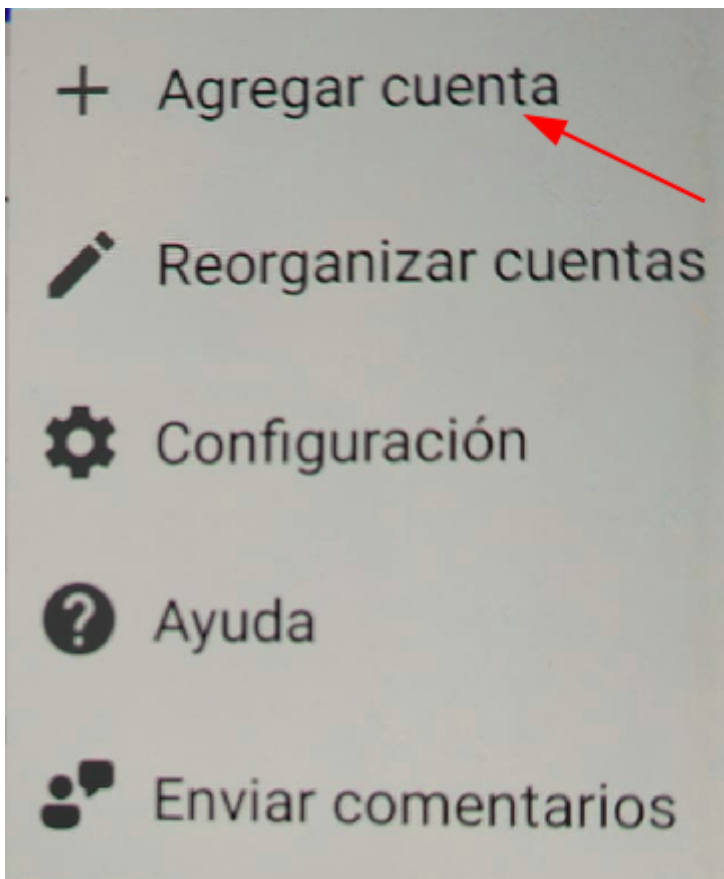 Agregar cuenta
Reorganizar cuentas
Configuración
Ayuda
Enviar comentarios